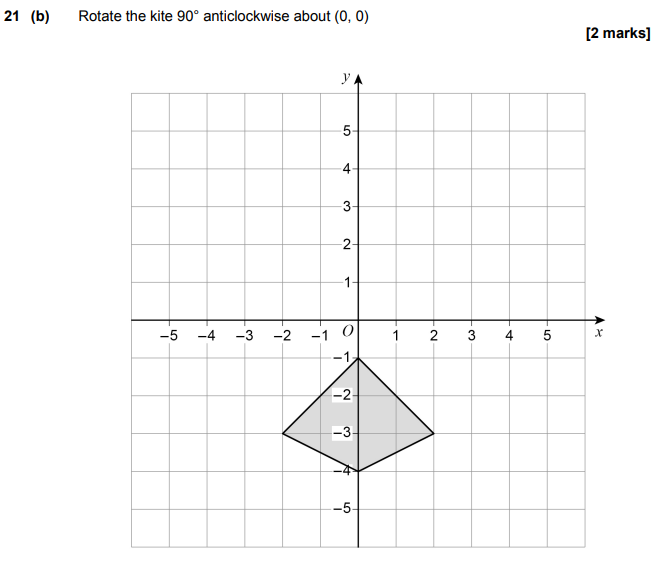 21 (b) Rotate the kite 90° anticlockwise about (0, 0)
[2 marks]
y
5
4
3
2
1
–5 –4 –3 –2 –1 O 1 2 3 4 5 x
–1
–2
–3
–4
–5